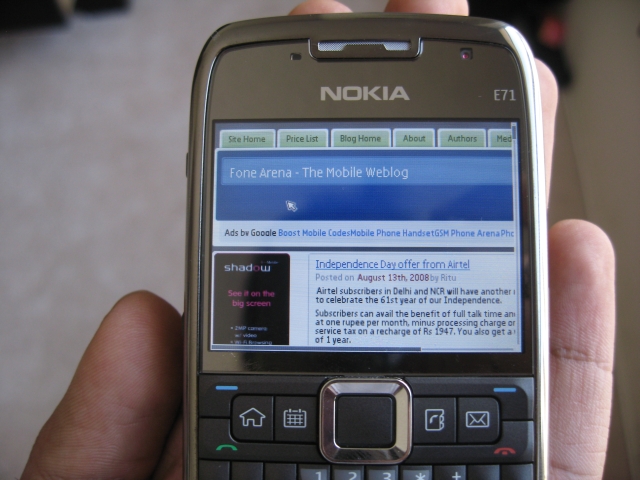 NOKIA
E71
Site Home Price List Blog Home About Authors Med
Fone Arena - The Mobile Weblog
Ads by Google Boost Mobile Codes Mobile Phone Handset GSM Phone Arena Pho
shadow
See it on the
big screen
• 2MP camera
w/ video
• Wi-Fi Browsing
Independence Day offer from Airtel
Posted on August 13th, 2008 by Ritu
Airtel subscribers in Delhi and NCR will have another
to celebrate the 61st year of our Independence.
Subscribers can avail the benefit of full talk time an
at one rupee per month, minus processing charge or
service tax on a recharge of Rs 1947. You also get a
of 1 year.
1 2 3 * +